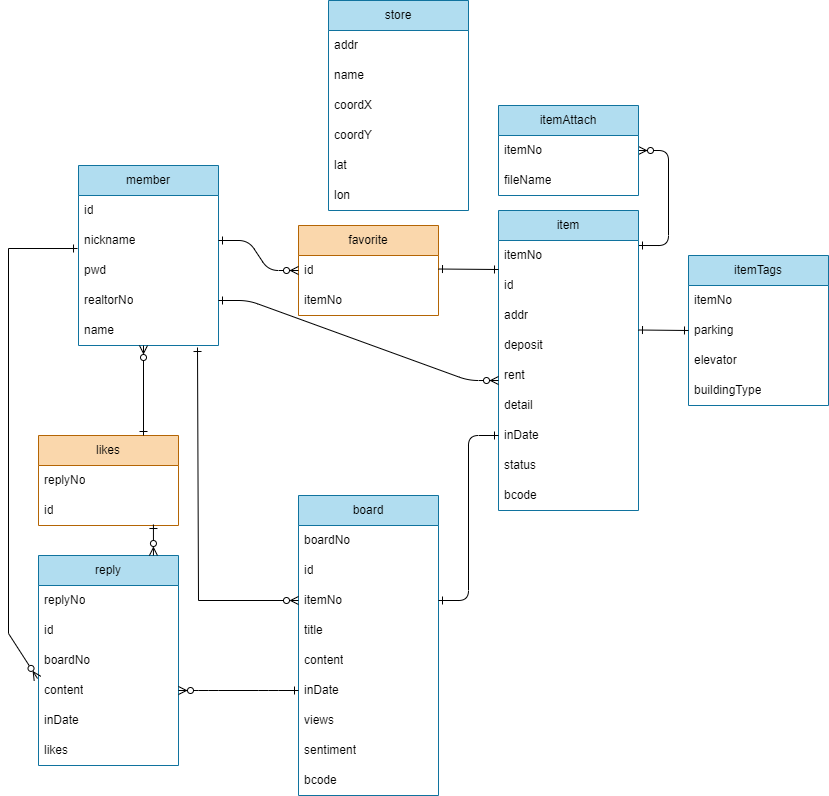 store
addr
name
coordX
coordY
lat
lon
itemAttach
itemNo
fileName
member
id
nickname
pwd
realtorNo
name
favorite
id
itemNo
item
itemNo
id
addr
deposit
rent
detail
inDate
status
bcode
itemTags
itemNo
parking
elevator
buildingType
likes
replyNo
id
board
boardNo
id
itemNo
title
content
inDate
views
sentiment
bcode
reply
replyNo
id
boardNo
content
inDate
likes